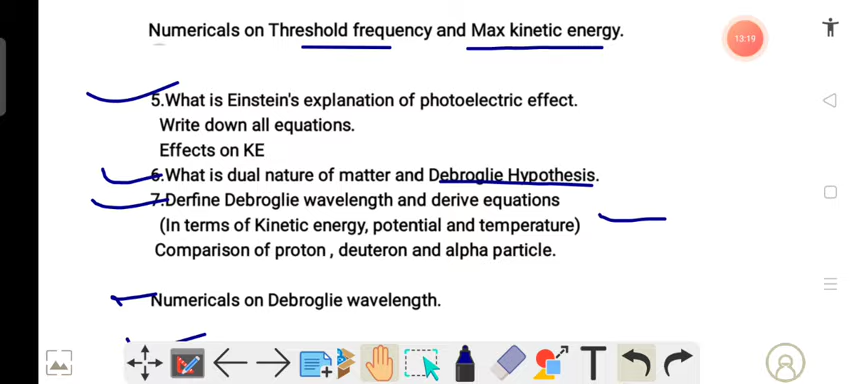 Numericals on Threshold frequency and Max kinetic energy.
13:19
5.What is Einstein's explanation of photoelectric effect.
Write down all equations.
Effects on KE
6.What is dual nature of matter and Debroglie Hypothesis.
7.Derfine Debroglie wavelength and derive equations
(In terms of Kinetic energy, potential and temperature)
Comparison of proton, deuteron and alpha particle.
Numericals on Debroglie wavelength.
T